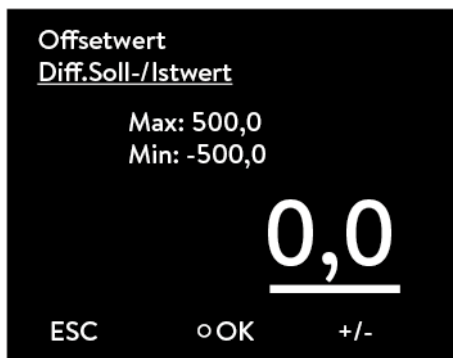 Offsetwert
Diff.Soll-/Istwert
Max: 500,0
Min: -500,0
0,0
ESC OK +/-